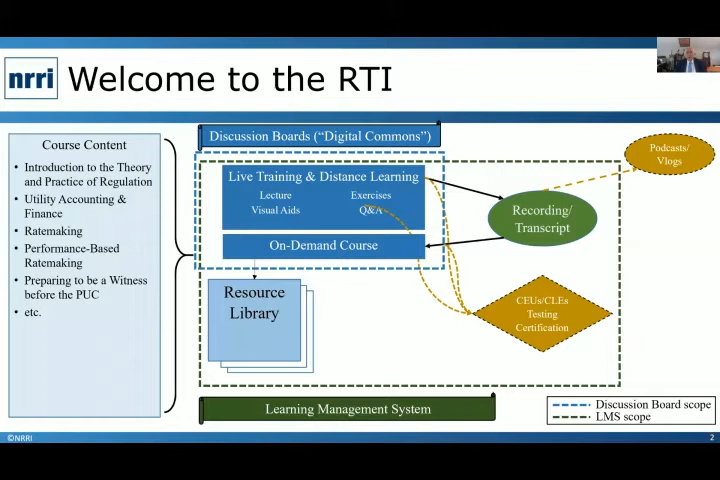 nrri
Welcome to the RTI
Course Content
• Introduction to the Theory
and Practice of Regulation
• Utility Accounting &
Finance
• Ratemaking
• Performance-Based
Ratemaking
• Preparing to be a Witness
before the PUC
• etc.
Discussion Boards (“Digital Commons”)
Live Training & Distance Learning
Lecture
Exercises
Visual Aids
Q&A
On-Demand Course
Resource
Library
Recording/
Transcript
Podcasts/
Vlogs
CEUs/CLEs
Testing
Certification
Learning Management System
Discussion Board scope
LMS scope
©NRRI
2